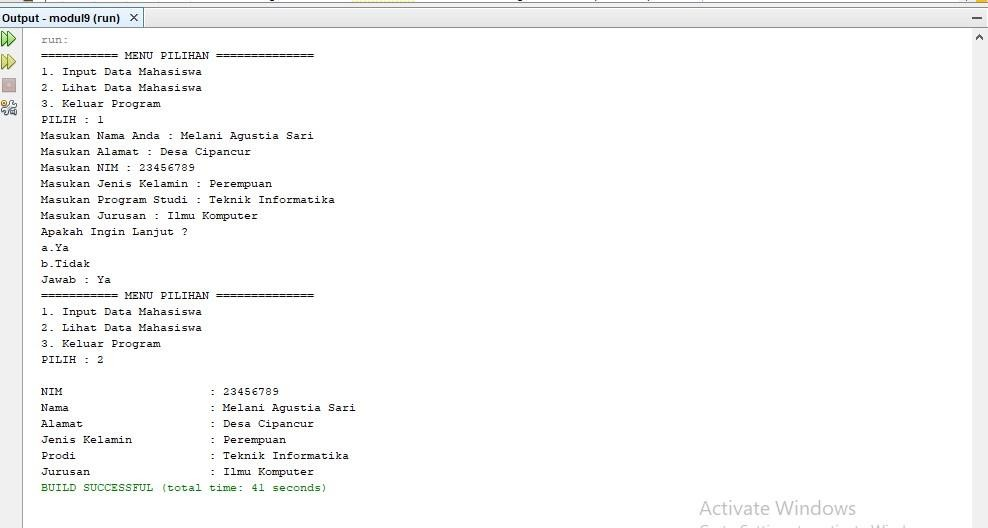 Output - modul9 (run) ×
run:
=========== MENU PILIHAN ==============
1. Input Data Mahasiswa
2. Lihat Data Mahasiswa
3. Keluar Program
PILIH : 1
Masukan Nama Anda : Melani Agustia Sari
Masukan Alamat : Desa Cipancur
Masukan NIM : 23456789
Masukan Jenis Kelamin : Perempuan
Masukan Program Studi : Teknik Informatika
Masukan Jurusan : Ilmu Komputer
Apakah Ingin Lanjut ?
a.Ya
b.Tidak
Jawab : Ya
=========== MENU PILIHAN ==============
1. Input Data Mahasiswa
2. Lihat Data Mahasiswa
3. Keluar Program
PILIH : 2
NIM : 23456789
Nama : Melani Agustia Sari
Alamat : Desa Cipancur
Jenis Kelamin : Perempuan
Prodi : Teknik Informatika
Jurusan : Ilmu Komputer
BUILD SUCCESSFUL (total time: 41 seconds)
Activate Windows